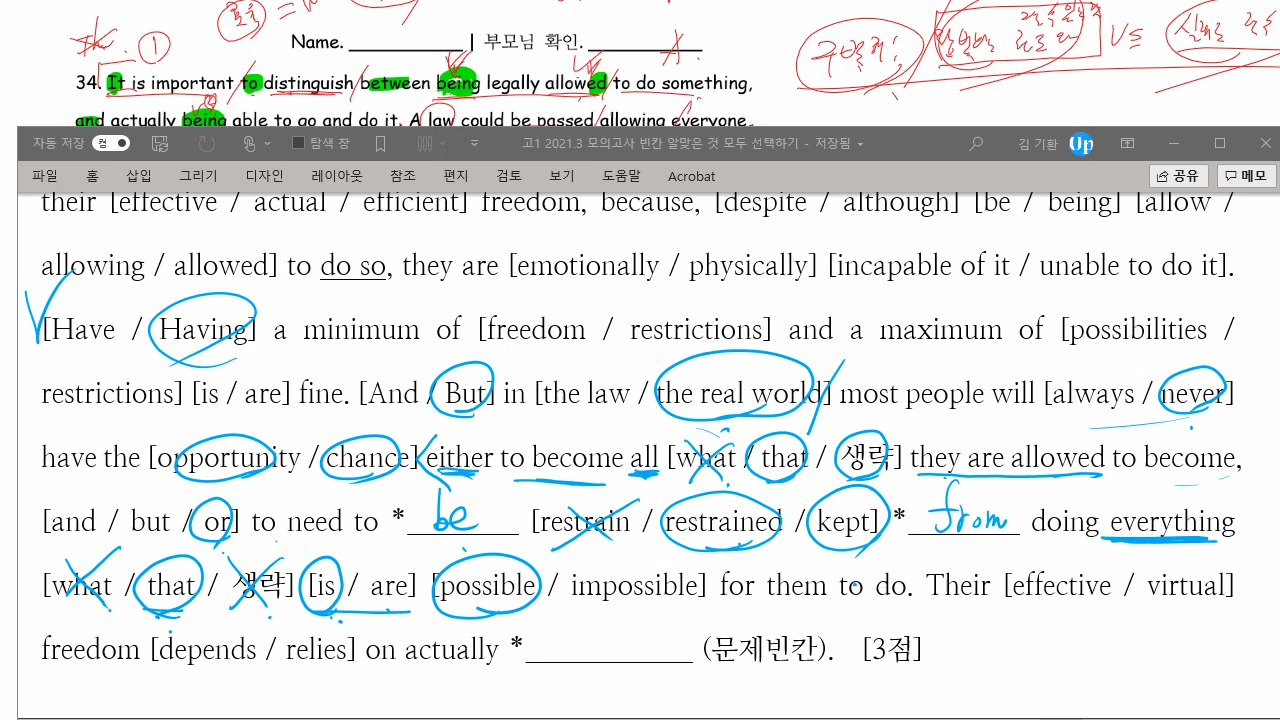 Name. ____________ | 부모님 확인. ____________
34. It is important to distinguish between being legally allowed to do something,
and actually being able to go and do it. A law could be passed allowing everyone,
자동 저장 컴 탐색 창 고1 2021.3 모의고사 빈칸 알맞은 것 모두 선택하기 - 저장됨 김 기환 Up
파일 홈 삽입 그리기 디자인 레이아웃 참조 편지 검토 보기 도움말 Acrobat 공유 메모
their [effective / actual / efficient] freedom, because, [despite / although] [be / being] [allow /
allowing / allowed] to do so, they are [emotionally / physically] [incapable of it / unable to do it].
[Have / Having] a minimum of [freedom / restrictions] and a maximum of [possibilities /
restrictions] [is / are] fine. [And / But] in [the law / the real world] most people will [always / never]
have the [opportunity / chance] either to become all [what / that / 생략] they are allowed to become,
[and / but / or] to need to *________ be [restrain / restrained / kept] *________ from doing everything
[what / that / 생략] [is / are] [possible / impossible] for them to do. Their [effective / virtual]
freedom [depends / relies] on actually *____________ (문제빈칸). [3점]